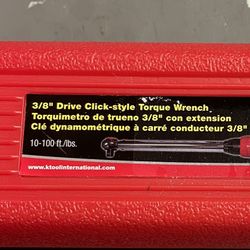 3/8" Drive Click-style Torque Wrench.
Torquimetro de trueno 3/8" con extension
Clé dynamométrique à carré conducteur 3/8"
10-100 ft./lbs.
www.ktoolinternational.com